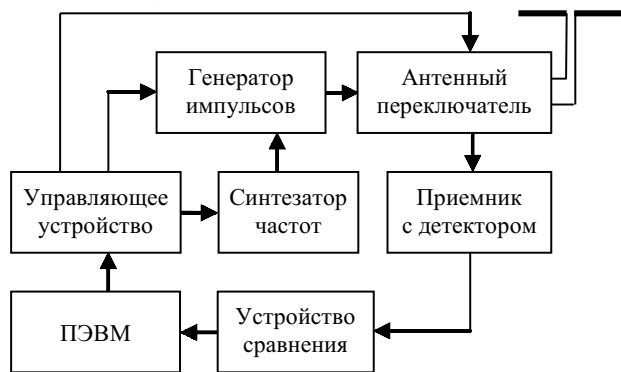 Генератор
импульсов
Антенный
переключатель
Управляющее
устройство
Синтезатор
частот
Приемник
с детектором
ПЭВМ
Устройство
сравнения